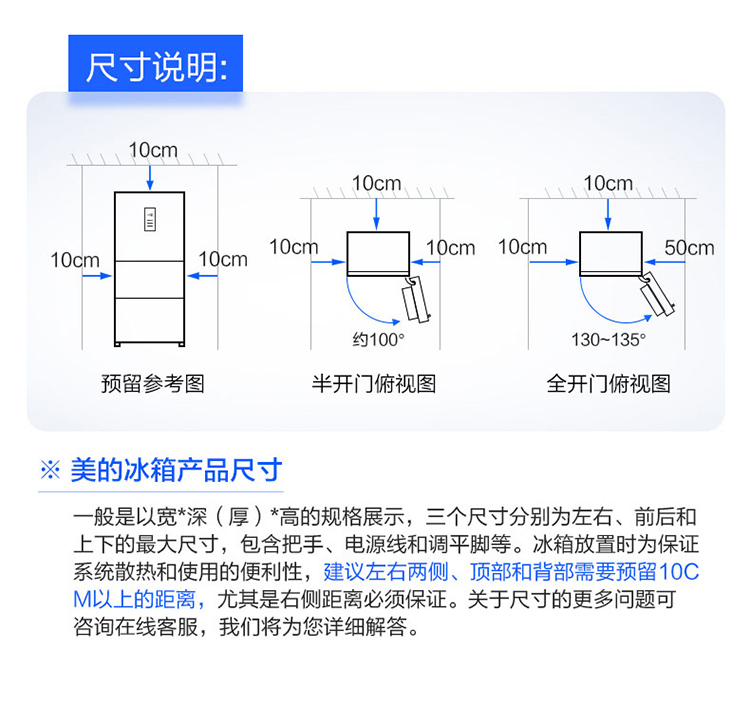 尺寸说明:
10cm
10cm
10cm
预留参考图
10cm
10cm
10cm
约100°
半开门俯视图
10cm
10cm
50cm
130~135°
全开门俯视图
※ 美的冰箱产品尺寸
一般是以宽*深（厚）*高的规格展示，三个尺寸分别为左右、前后和
上下的最大尺寸，包含把手、电源线和调平脚等。冰箱放置时为保证
系统散热和使用的便利性，建议左右两侧、顶部和背部需要预留10C
M以上的距离，尤其是右侧距离必须保证。关于尺寸的更多问题可
咨询在线客服，我们将为您详细解答。